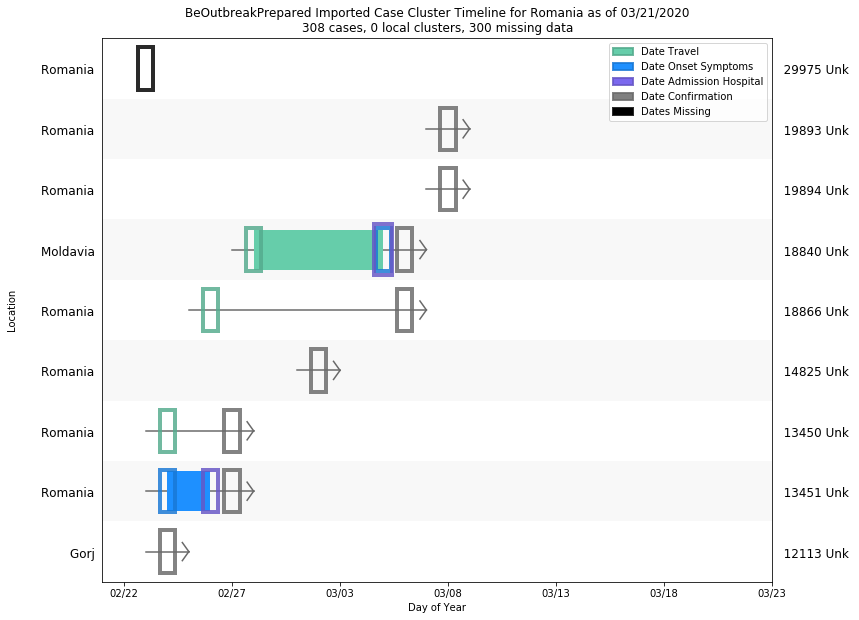 BeOutbreakPrepared Imported Case Cluster Timeline for Romania as of 03/21/2020
308 cases, 0 local clusters, 300 missing data
Date Travel
Date Onset Symptoms
Date Admission Hospital
Date Confirmation
Dates Missing
Romania 29975 Unk
Romania 19893 Unk
Romania 19894 Unk
Moldavia 18840 Unk
Romania 18866 Unk
Romania 14825 Unk
Romania 13450 Unk
Romania 13451 Unk
Gorj 12113 Unk
Location
02/22 02/27 03/03 03/08 03/13 03/18 03/23
Day of Year